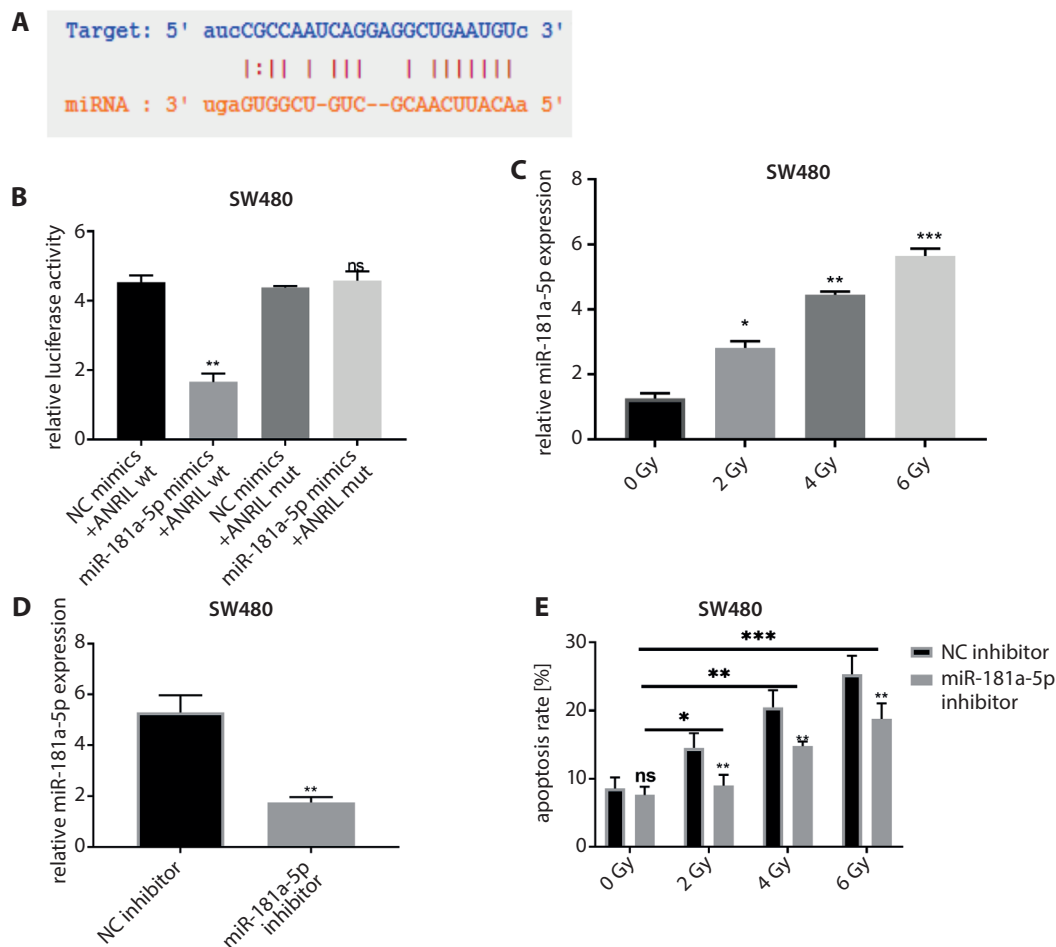 A
Target: 5' aucCGCCAAUCAGGAGGCUGAAUGUc 3'
|:|| | ||| | |||||||
miRNA : 3' ugaGUGGCU-GUC--GCAACUUACAa 5'
B
SW480
relative luciferase activity
6
4
2
0
**
ns
NC mimics
+ANRIL wt
miR-181a-5p mimics
+ANRIL wt
NC mimics
+ANRIL mut
miR-181a-5p mimics
+ANRIL mut
C
SW480
relative miR-181a-5p expression
8
6
4
2
0
*
**
***
0 Gy
2 Gy
4 Gy
6 Gy
D
SW480
relative miR-181a-5p expression
8
6
4
2
0
**
NC inhibitor
miR-181a-5p
inhibitor
E
SW480
apoptosis rate [%]
30
20
10
0
***
**
*
ns
**
**
**
0 Gy
2 Gy
4 Gy
6 Gy
NC inhibitor
miR-181a-5p
inhibitor